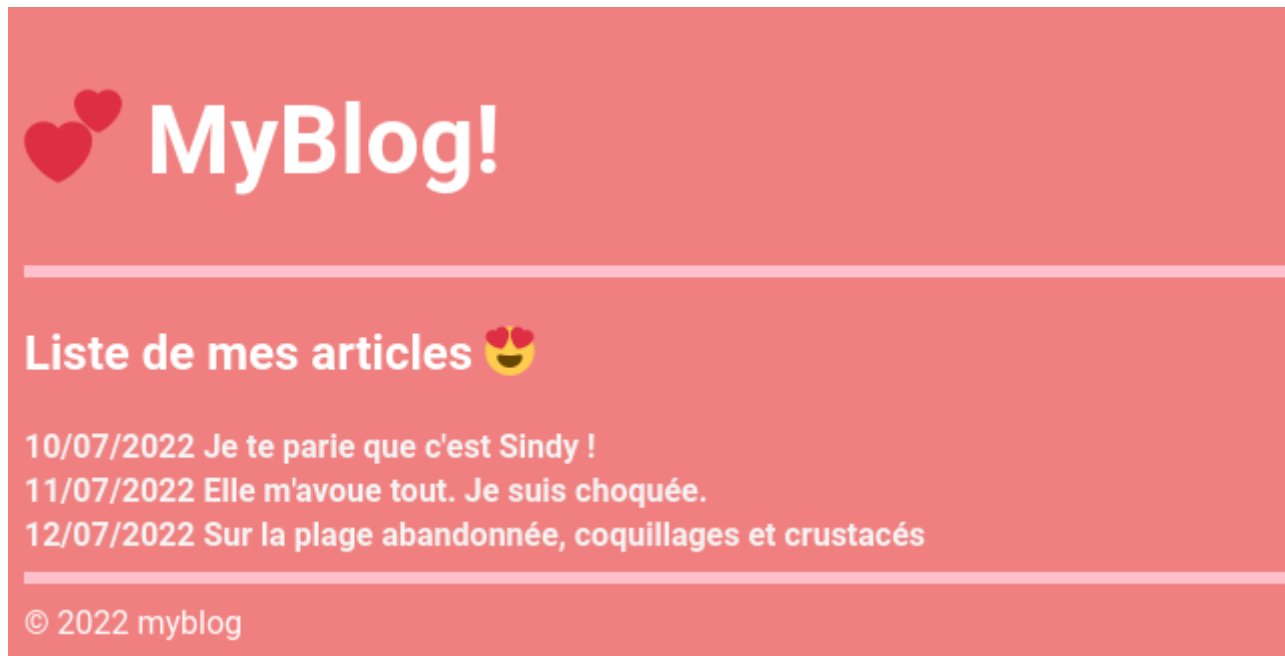 💕 MyBlog!
Liste de mes articles 😍
10/07/2022 Je te parie que c'est Sindy !
11/07/2022 Elle m'avoue tout. Je suis choquée.
12/07/2022 Sur la plage abandonnée, coquillages et crustacés
© 2022 myblog